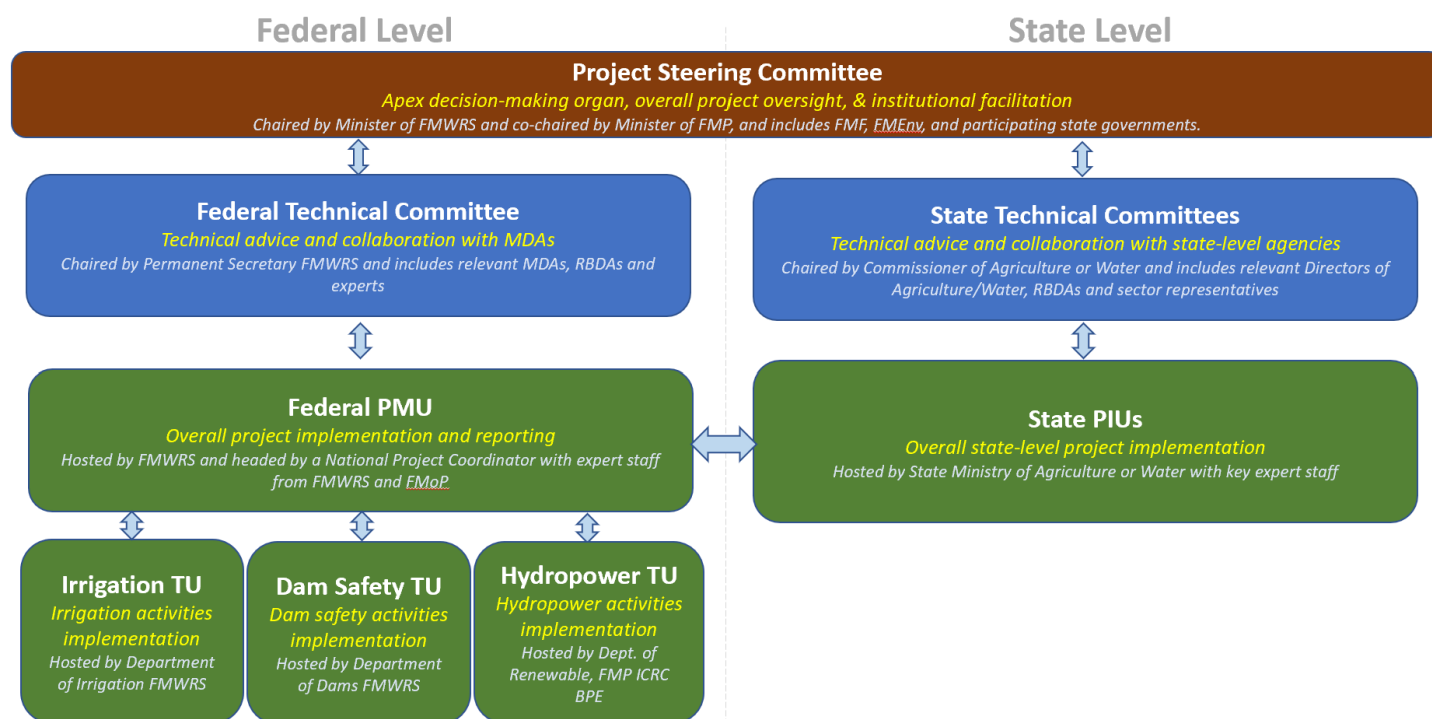 Federal Level
State Level
Project Steering Committee
Apex decision-making organ, overall project oversight, & institutional facilitation
Chaired by Minister of FMWRS and co-chaired by Minister of FMP, and includes FMF, FMEnv, and participating state governments.
Federal Technical Committee
Technical advice and collaboration with MDAs
Chaired by Permanent Secretary FMWRS and includes relevant MDAs, RBDAs and
experts
State Technical Committees
Technical advice and collaboration with state-level agencies
Chaired by Commissioner of Agriculture or Water and includes relevant Directors of
Agriculture/Water, RBDAs and sector representatives
Federal PMU
Overall project implementation and reporting
Hosted by FMWRS and headed by a National Project Coordinator with expert staff
from FMWRS and FMoP
State PIUs
Overall state-level project implementation
Hosted by State Ministry of Agriculture or Water with key expert staff
Irrigation TU
Irrigation activities
implementation
Hosted by Department
of Irrigation FMWRS
Dam Safety TU
Dam safety activities
implementation
Hosted by Department
of Dams FMWRS
Hydropower TU
Hydropower activities
implementation
Hosted by Dept. of
Renewable, FMP ICRC
BPE